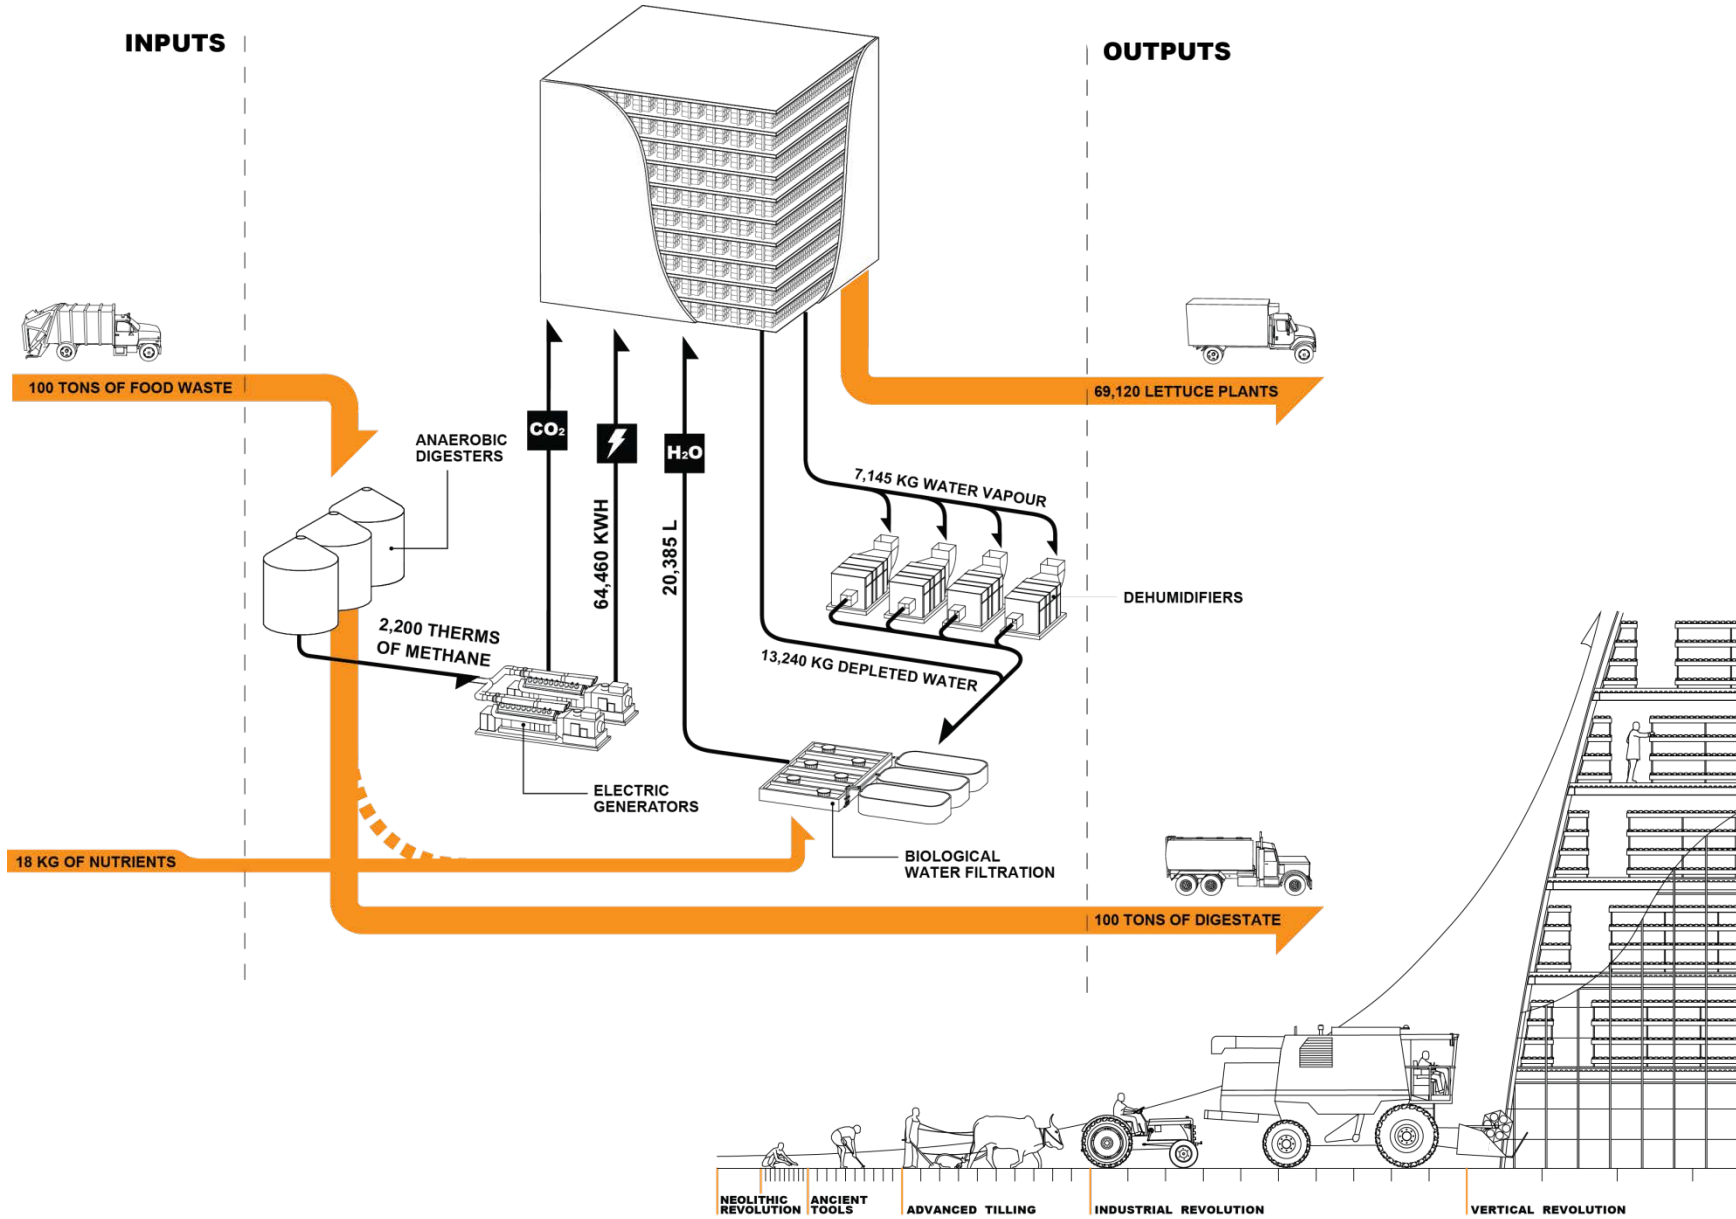 INPUTS
OUTPUTS
100 TONS OF FOOD WASTE
69,120 LETTUCE PLANTS
ANAEROBIC
DIGESTERS
CO₂
H₂O
64,460 KWH
20,385 L
7,145 KG WATER VAPOUR
DEHUMIDIFIERS
2,200 THERMS
OF METHANE
13,240 KG DEPLETED WATER
ELECTRIC
GENERATORS
BIOLOGICAL
WATER FILTRATION
18 KG OF NUTRIENTS
100 TONS OF DIGESTATE
NEOLITHIC
REVOLUTION
ANCIENT
TOOLS
ADVANCED TILLING
INDUSTRIAL REVOLUTION
VERTICAL REVOLUTION